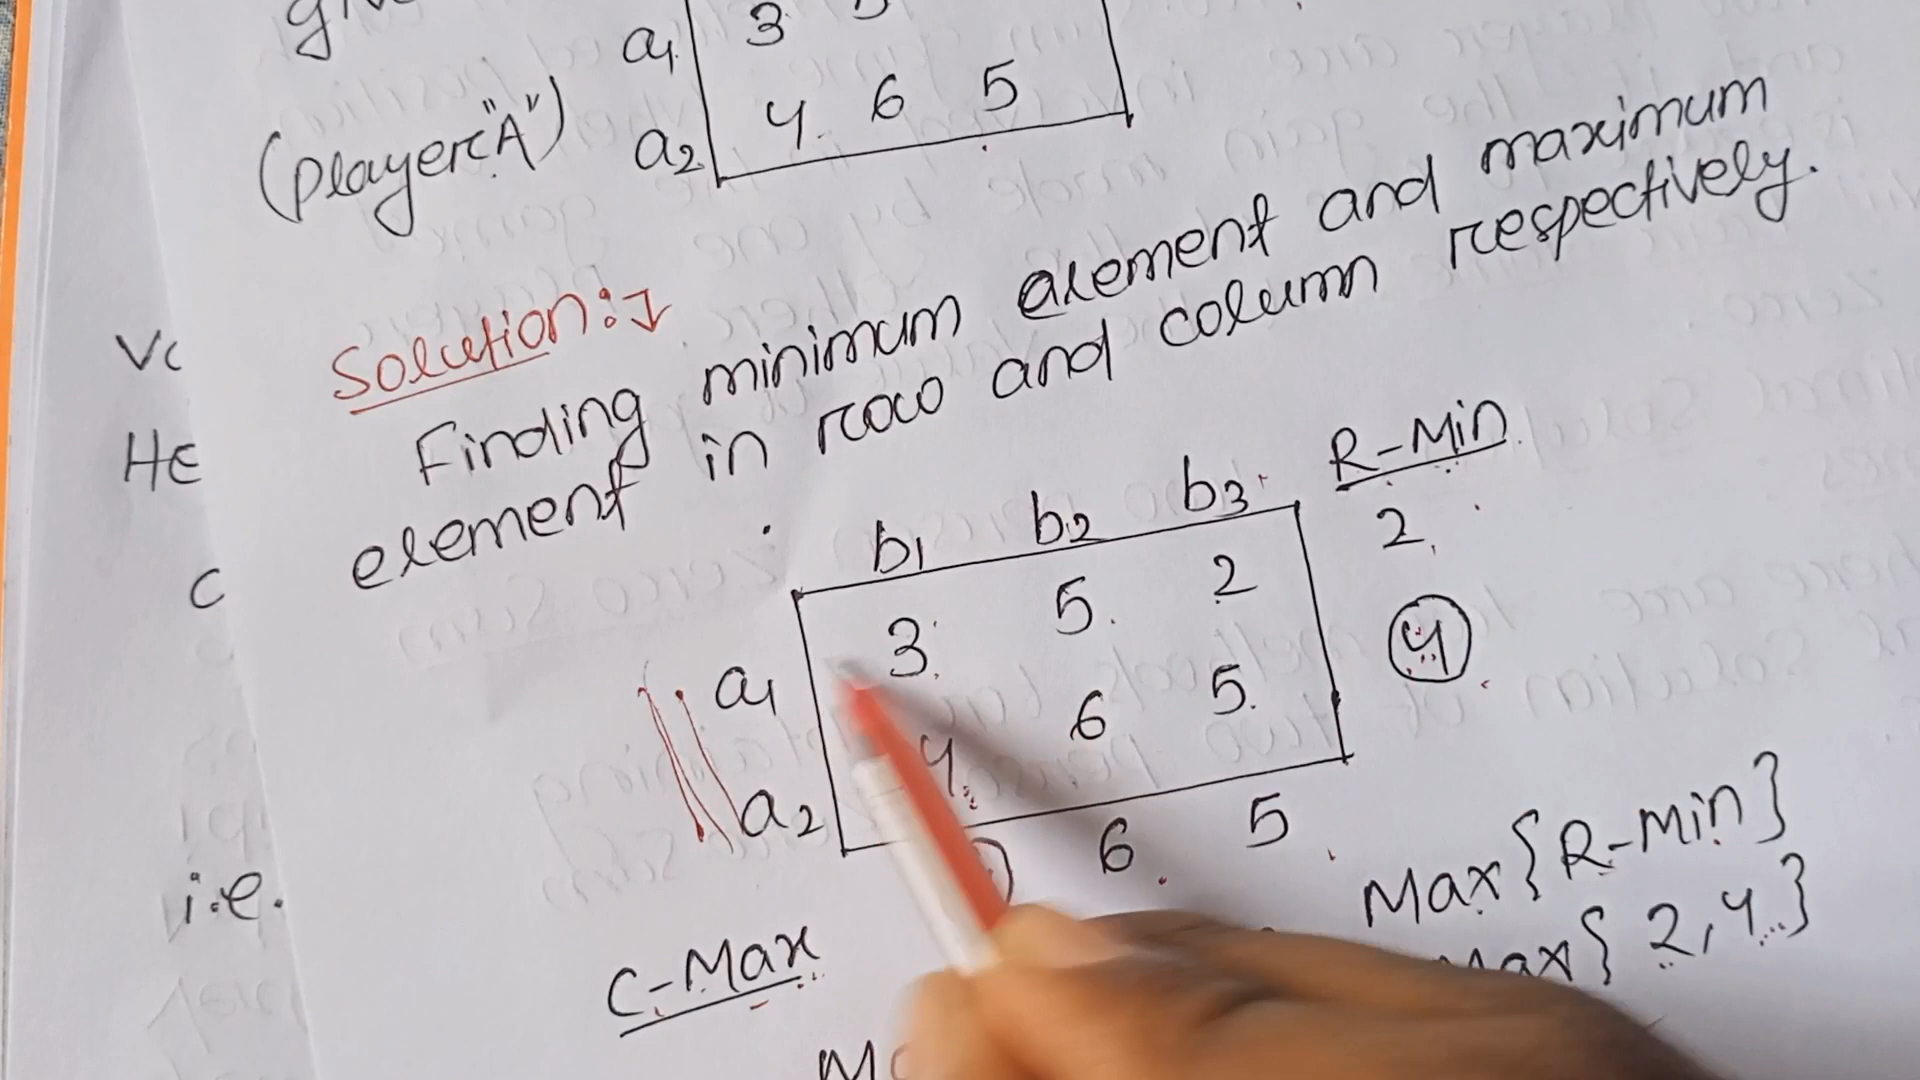 a1 3
(player "A") a2 4 6 5
Solution:
Finding minimum element and maximum
element in row and column respectively.
b1 b2 b3 R-Min
a1 3 5 2 2
a2 4 6 5 4
6 5
C-Max
Max{R-Min}
Max{2,4}
HE
C
i.e.